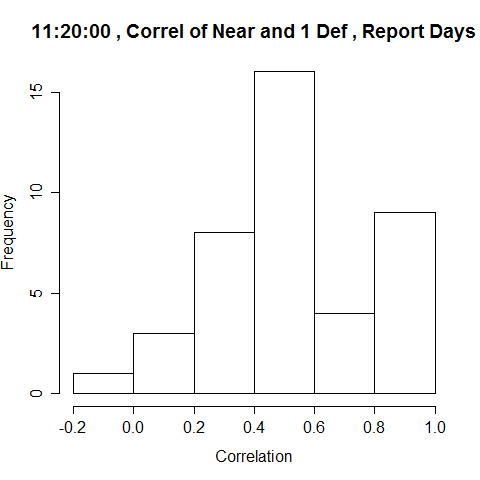 11:20:00 , Correl of Near and 1 Def , Report Days
Frequency
15
10
5
0
-0.2 0.0 0.2 0.4 0.6 0.8 1.0
Correlation